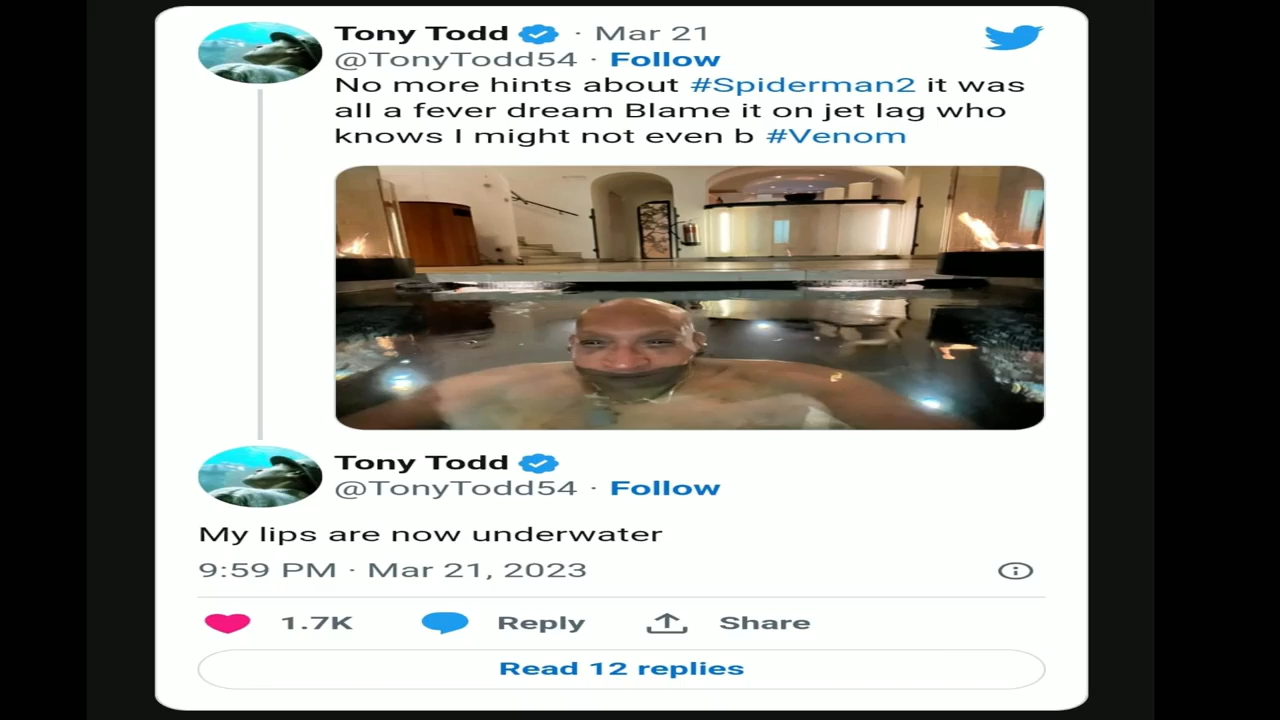 Tony Todd · Mar 21
@TonyTodd54 · Follow
No more hints about #Spiderman2 it was
all a fever dream Blame it on jet lag who
knows I might not even b #Venom
Tony Todd
@TonyTodd54 · Follow
My lips are now underwater
9:59 PM · Mar 21, 2023
1.7K Reply Share
Read 12 replies